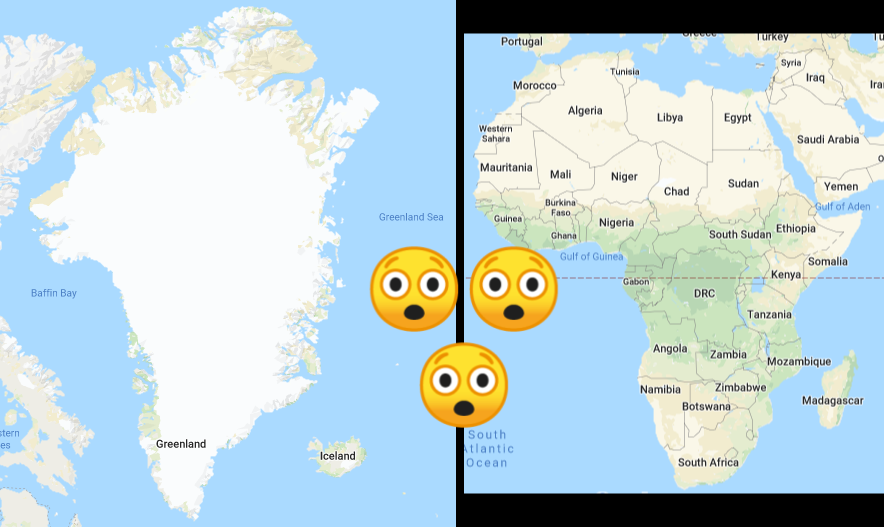 Greenland Sea
Baffin Bay
Greenland
Iceland
Portugal
Greece
Turkey
Tunisia
Syria
Iraq
Morocco
Algeria
Libya
Egypt
Western
Sahara
Saudi Arabia
Mauritania
Mali
Niger
Chad
Sudan
Yemen
Gulf of Aden
Burkina
Faso
Guinea
Nigeria
Ghana
South Sudan
Ethiopia
Gulf of Guinea
Somalia
Gabon
Kenya
DRC
Tanzania
Angola
Zambia
Mozambique
Namibia
Zimbabwe
Botswana
Madagascar
South
Atlantic
Ocean
South Africa